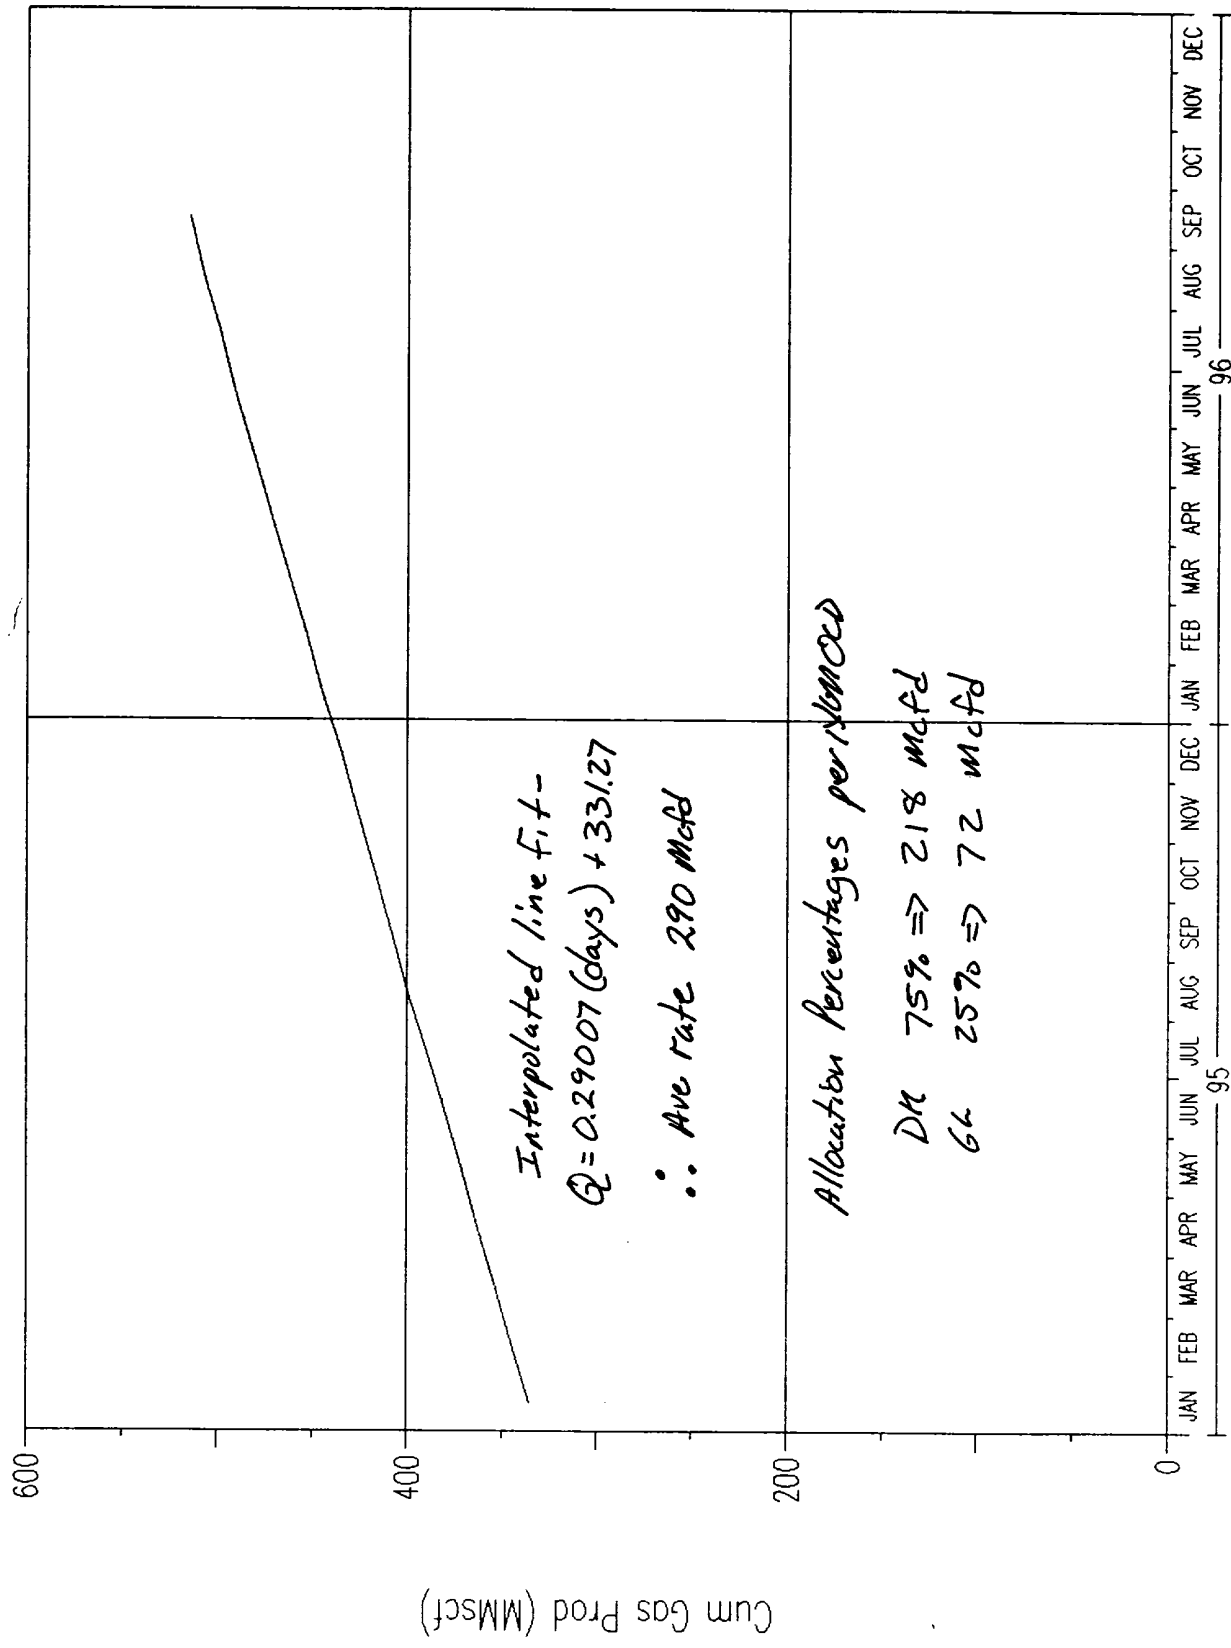 600
400
200
0
Cum Gas Prod (MMscf)
Interpolated line fit -
Q = 0.29007 (days) + 331.27
∴ Ave rate 290 Mcfd
Allocation Percentages per NMOCD
DK 75% => 218 Mcfd
GL 25% => 72 Mcfd
JAN FEB MAR APR MAY JUN JUL AUG SEP OCT NOV DEC JAN FEB MAR APR MAY JUN JUL AUG SEP OCT NOV DEC
95 96